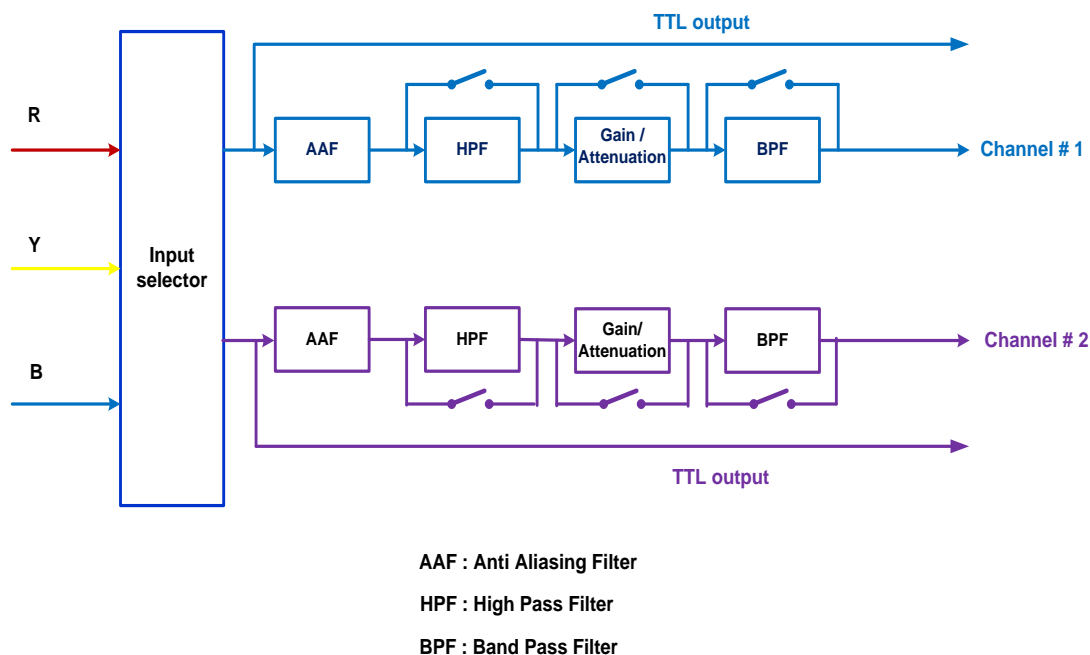 TTL output
R
AAF
HPF
Gain /
Attenuation
BPF
Channel # 1
Y
Input
selector
AAF
HPF
Gain/
Attenuation
BPF
Channel # 2
B
TTL output
AAF : Anti Aliasing Filter
HPF : High Pass Filter
BPF : Band Pass Filter